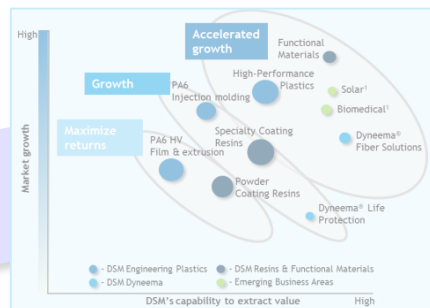 High
Accelerated
growth
Functional
Materials
Growth
PA6
Injection molding
High-Performance
Plastics
Solar¹
Biomedical¹
Maximize
returns
PA6 HV
Film & extrusion
Specialty Coating
Resins
Dyneema®
Fiber Solutions
Market growth
Powder
Coating Resins
Dyneema® Life
Protection
- DSM Engineering Plastics
- DSM Resins & Functional Materials
- DSM Dyneema
- Emerging Business Areas
DSM's capability to extract value
High